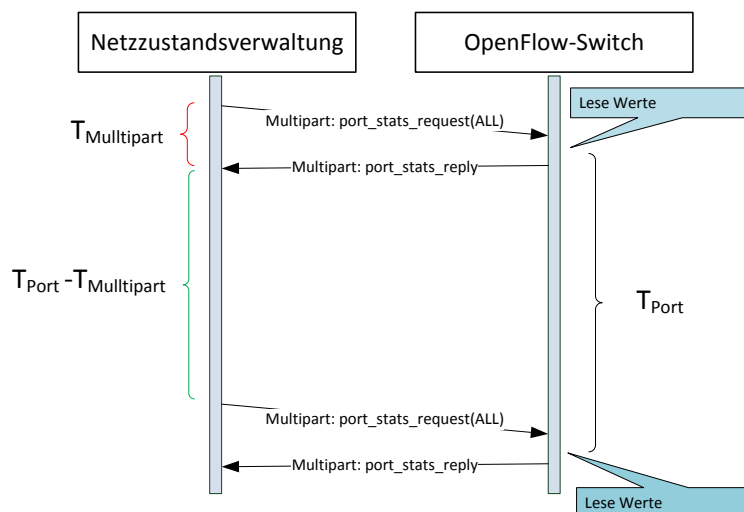 Netzzustandsverwaltung
OpenFlow-Switch
Lese Werte
Multipart: port_stats_request(ALL)
TMulltipart
Multipart: port_stats_reply
TPort -TMulltipart
TPort
Multipart: port_stats_request(ALL)
Multipart: port_stats_reply
Lese Werte